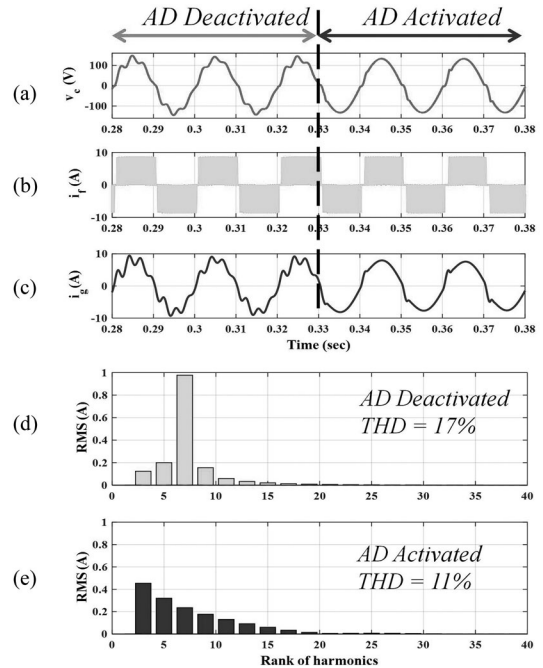 AD Deactivated AD Activated
(a)
v_c (V)
100
0
-100
0.28 0.29 0.3 0.31 0.32 0.33 0.34 0.35 0.36 0.37 0.38
(b)
i_f (A)
10
0
-10
0.28 0.29 0.3 0.31 0.32 0.33 0.34 0.35 0.36 0.37 0.38
(c)
i_g (A)
10
0
-10
0.28 0.29 0.3 0.31 0.32 0.33 0.34 0.35 0.36 0.37 0.38
Time (sec)
(d)
RMS (A)
1
0.8
0.6
0.4
0.2
0
AD Deactivated
THD = 17%
0 5 10 15 20 25 30 35 40
(e)
RMS (A)
1
0.8
0.6
0.4
0.2
0
AD Activated
THD = 11%
0 5 10 15 20 25 30 35 40
Rank of harmonics